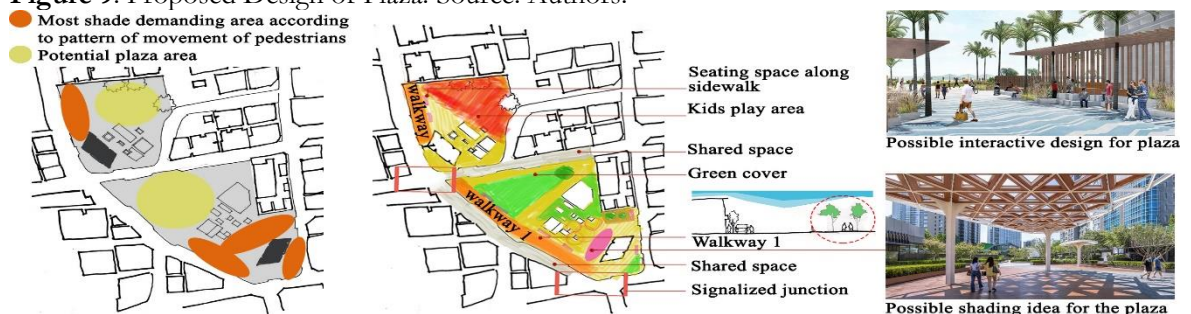 Figure 9. Proposed Design of Plaza. Source: Authors.
Most shade demanding area according
to pattern of movement of pedestrians
Potential plaza area
walkway
walkway 1
Seating space along
sidewalk
Kids play area
Shared space
Green cover
Walkway 1
Shared space
Signalized junction
Possible interactive design for plaza
Possible shading idea for the plaza